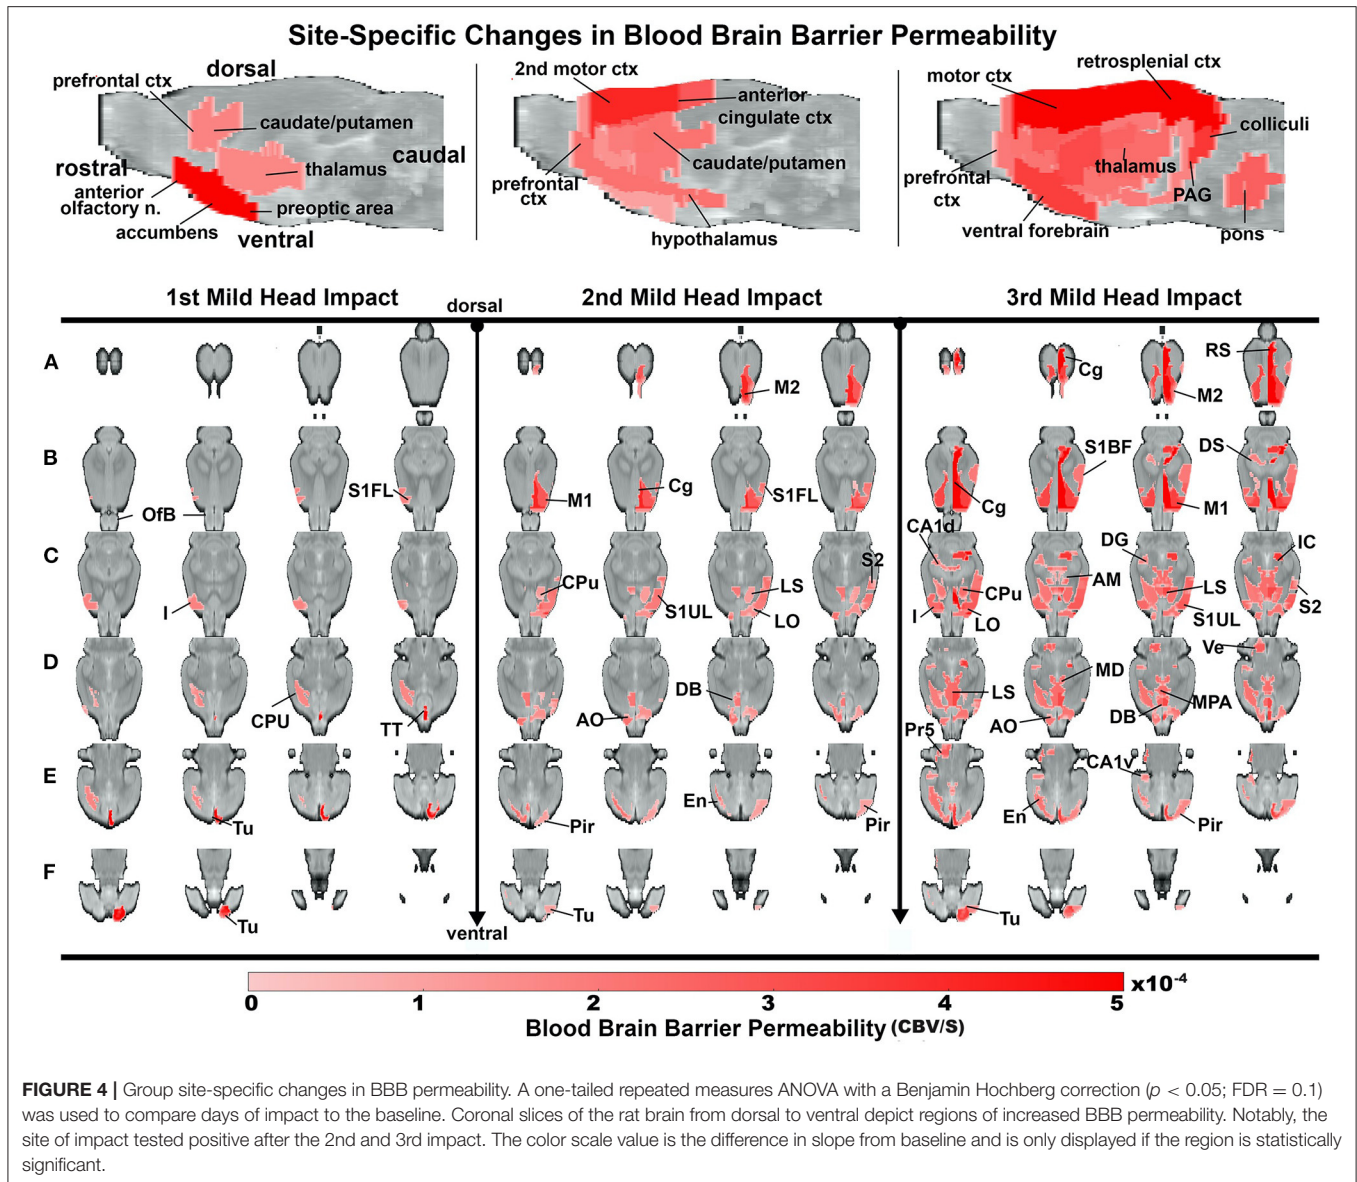 Site-Specific Changes in Blood Brain Barrier Permeability
prefrontal ctx
dorsal
caudate/putamen
rostral
caudal
thalamus
anterior
olfactory n.
preoptic area
accumbens
ventral
2nd motor ctx
anterior
cingulate ctx
caudate/putamen
prefrontal
ctx
hypothalamus
motor ctx
retrosplenial ctx
colliculi
thalamus
prefrontal
ctx
PAG
ventral forebrain
pons
1st Mild Head Impact
dorsal
2nd Mild Head Impact
3rd Mild Head Impact
A
M2
Cg
RS
M2
B
S1FL
OfB
M1
Cg
S1FL
S1BF
DS
Cg
M1
C
I
CPu
S1UL
LS
LO
S2
CA1d
I
CPu
LO
AM
DG
LS
S1UL
IC
S2
D
CPU
TT
AO
DB
LS
AO
MD
DB
MPA
Ve
E
Tu
Pir
En
Pir
Pr5
En
CA1v
Pir
F
Tu
Tu
Tu
ventral
0 1 2 3 4 5 x10-4
Blood Brain Barrier Permeability (CBV/S)
FIGURE 4 | Group site-specific changes in BBB permeability. A one-tailed repeated measures ANOVA with a Benjamin Hochberg correction (p < 0.05; FDR = 0.1)
was used to compare days of impact to the baseline. Coronal slices of the rat brain from dorsal to ventral depict regions of increased BBB permeability. Notably, the
site of impact tested positive after the 2nd and 3rd impact. The color scale value is the difference in slope from baseline and is only displayed if the region is statistically
significant.